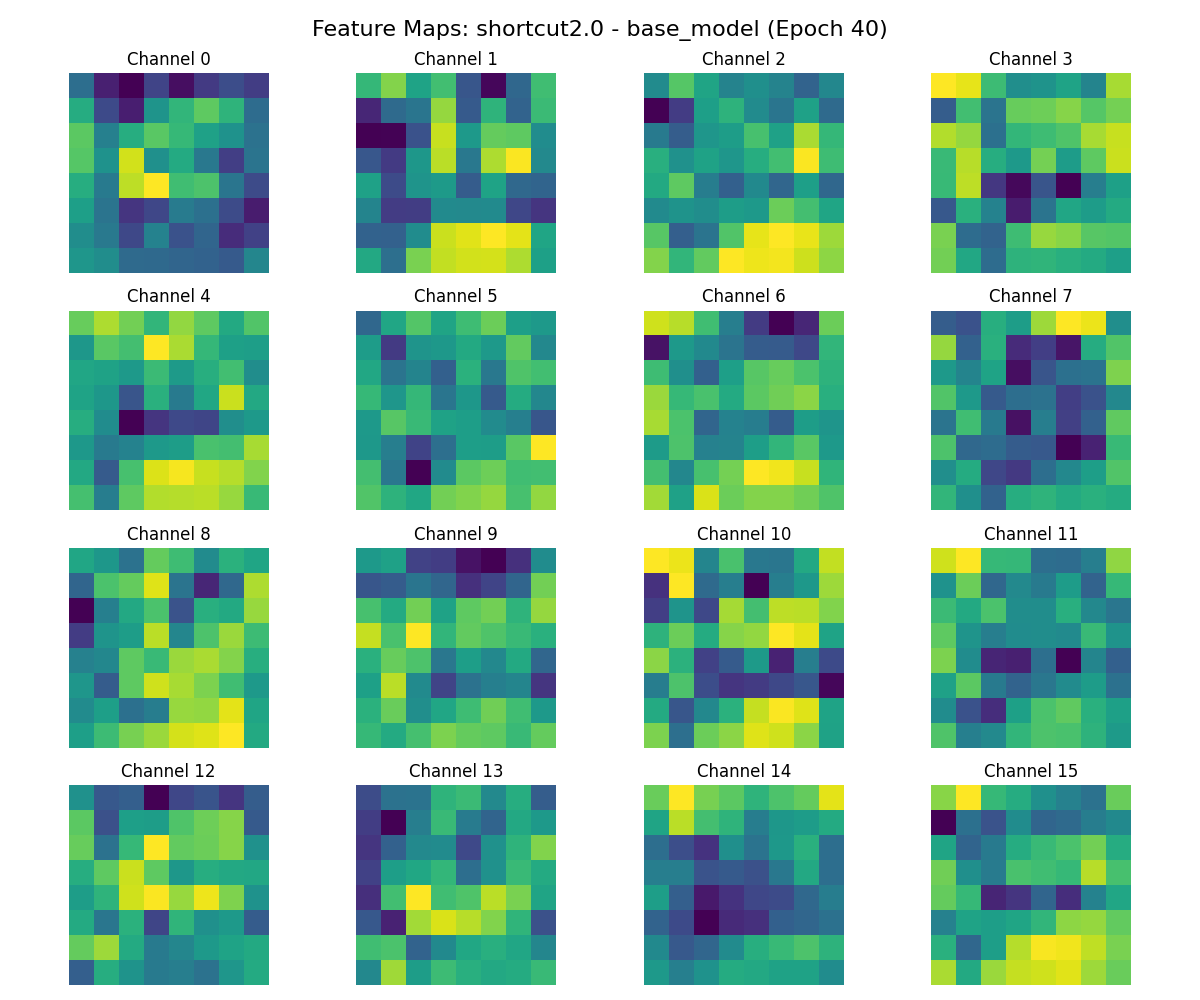 Feature Maps: shortcut2.0 - base_model (Epoch 40)
Channel 0
Channel 1
Channel 2
Channel 3
Channel 4
Channel 5
Channel 6
Channel 7
Channel 8
Channel 9
Channel 10
Channel 11
Channel 12
Channel 13
Channel 14
Channel 15